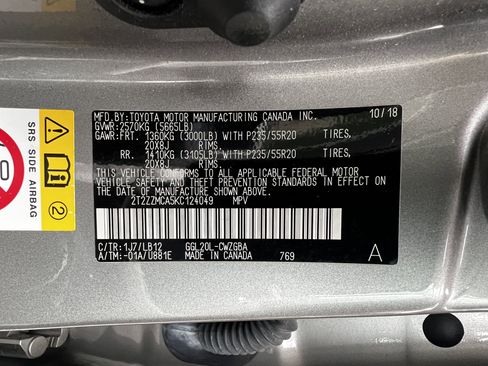 MFD.BY:TOYOTA MOTOR MANUFACTURING CANADA INC. 10/18
GVWR:2570KG (5665LB)
GAWR:FRT. 1360KG (3000LB) WITH P235/55R20 TIRES,
20X8J RIMS,
RR. 1410KG (3105LB) WITH P235/55R20 TIRES,
20X8J RIMS,
THIS VEHICLE CONFORMS TO ALL APPLICABLE FEDERAL MOTOR
VEHICLE SAFETY AND THEFT PREVENTION STANDARDS IN EFFECT
ON THE DATE OF MANUFACTURE SHOWN ABOVE.
2T2ZZMCA5KC124049 MPV
C/TR:1J7/LB12 GGL20L-CWZGBA
A/TM:-01A/U881E MADE IN CANADA 769 A
SRS SIDE AIRBAG
2